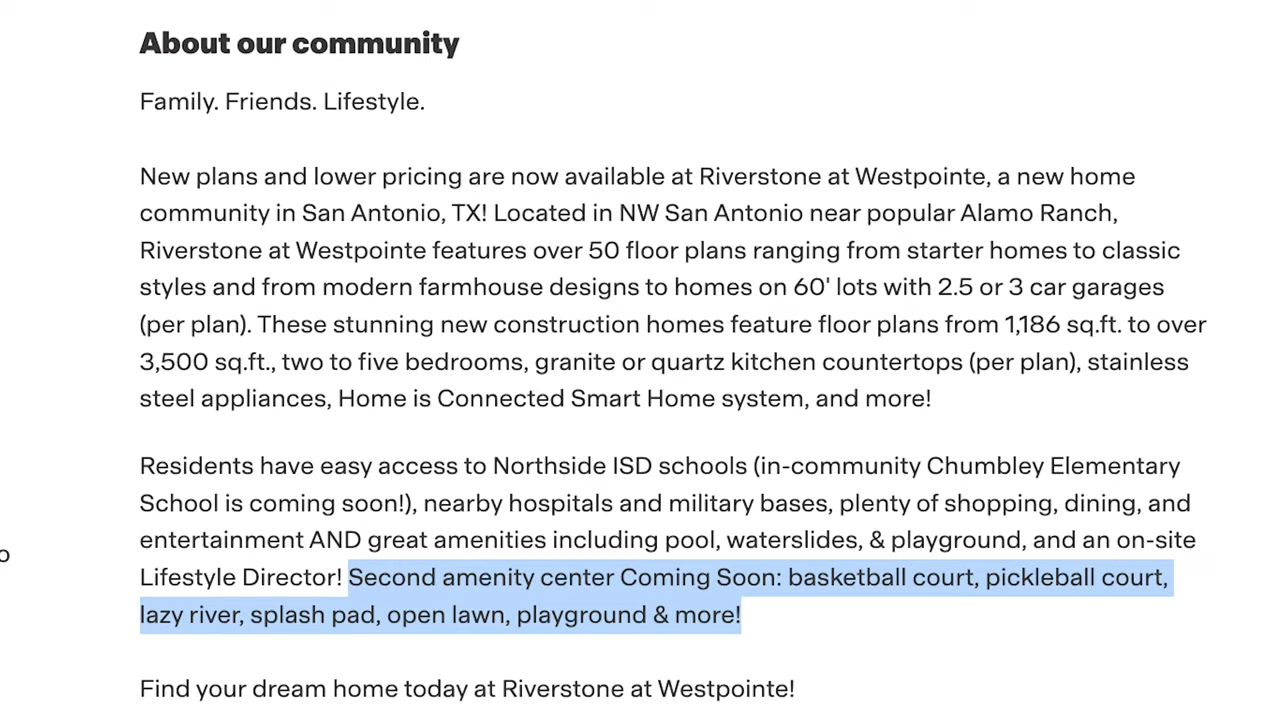 About our community
Family. Friends. Lifestyle.
New plans and lower pricing are now available at Riverstone at Westpointe, a new home
community in San Antonio, TX! Located in NW San Antonio near popular Alamo Ranch,
Riverstone at Westpointe features over 50 floor plans ranging from starter homes to classic
styles and from modern farmhouse designs to homes on 60' lots with 2.5 or 3 car garages
(per plan). These stunning new construction homes feature floor plans from 1,186 sq.ft. to over
3,500 sq.ft., two to five bedrooms, granite or quartz kitchen countertops (per plan), stainless
steel appliances, Home is Connected Smart Home system, and more!
Residents have easy access to Northside ISD schools (in-community Chumbley Elementary
School is coming soon!), nearby hospitals and military bases, plenty of shopping, dining, and
entertainment AND great amenities including pool, waterslides, & playground, and an on-site
o
Lifestyle Director! Second amenity center Coming Soon: basketball court, pickleball court,
lazy river, splash pad, open lawn, playground & more!
Find your dream home today at Riverstone at Westpointe!